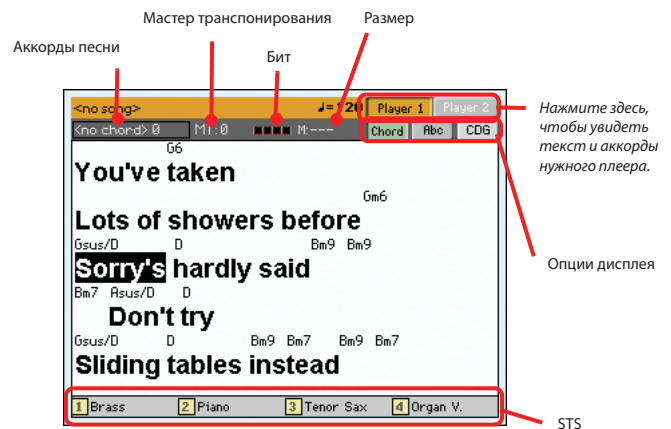 Мастер транспонирования
Размер
Аккорды песни
Бит
<no song>
♩=120
Player 1
Player 2
<no chord> 0
MT:0
M:---
Chord
Abc
CDG
Нажмите здесь,
чтобы увидеть
текст и аккорды
нужного плеера.
G6
You've taken
Gm6
Lots of showers before
Gsus/D D Bm9 Bm9
Sorry's hardly said
Bm7 Asus/D D
Don't try
Gsus/D D Bm9 Bm7 Bm9 Bm7
Sliding tables instead
Опции дисплея
1 Brass 2 Piano 3 Tenor Sax 4 Organ V.
STS